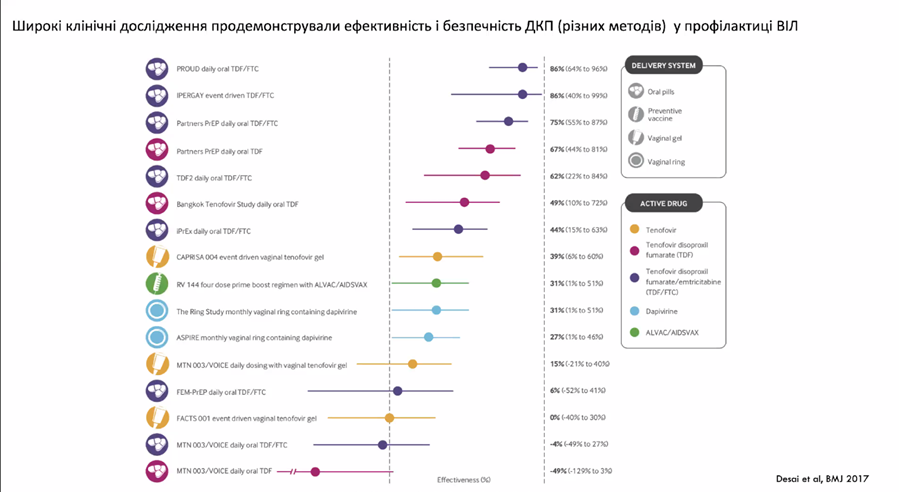 Широкі клінічні дослідження продемонстрували ефективність і безпечність ДКП (різних методів) у профілактиці ВІЛ
PROUD daily oral TDF/FTC 86% (64% to 96%)
IPERGAY event driven TDF/FTC 86% (40% to 99%)
Partners PrEP daily oral TDF/FTC 75% (55% to 87%)
Partners PrEP daily oral TDF 67% (44% to 81%)
TDF2 daily oral TDF/FTC 62% (22% to 84%)
Bangkok Tenofovir Study daily oral TDF 49% (10% to 72%)
iPrEx daily oral TDF/FTC 44% (15% to 63%)
CAPRISA 004 event driven vaginal tenofovir gel 39% (6% to 60%)
RV 144 four dose prime boost regimen with ALVAC/AIDSVAX 31% (1% to 51%)
The Ring Study monthly vaginal ring containing dapivirine 31% (1% to 51%)
ASPIRE monthly vaginal ring containing dapivirine 27% (1% to 46%)
MTN 003/VOICE daily dosing with vaginal tenofovir gel 15% (-21% to 40%)
FEM-PrEP daily oral TDF/FTC 6% (-52% to 41%)
FACTS 001 event driven vaginal tenofovir gel 0% (-40% to 30%)
MTN 003/VOICE daily oral TDF/FTC -4% (-49% to 27%)
MTN 003/VOICE daily oral TDF -49% (-129% to 3%)
Effectiveness (%)
DELIVERY SYSTEM
Oral pills
Preventive
vaccine
Vaginal gel
Vaginal ring
ACTIVE DRUG
Tenofovir
Tenofovir disoproxil
fumarate (TDF)
Tenofovir disoproxil
fumarate/emtricitabine
(TDF/FTC)
Dapivirine
ALVAC/AIDSVAX
Desai et al, BMJ 2017